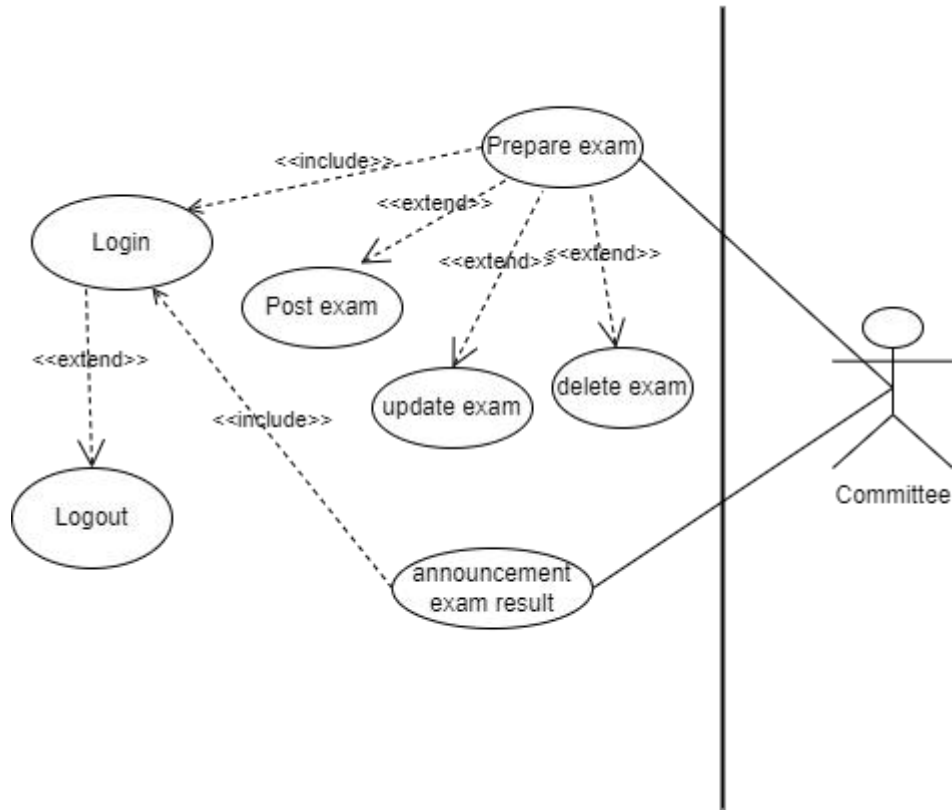 Prepare exam
<<include>>
<<extend>>
Login
<<extend>>
<<extend>>
Post exam
<<extend>>
delete exam
update exam
<<include>>
Committee
Logout
announcement
exam result